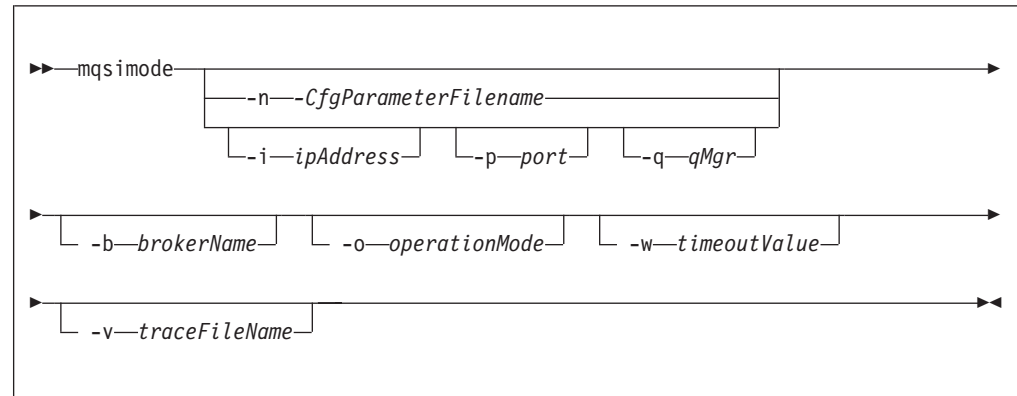 mqsimode
-n -CfgParameterFilename
-i ipAddress -p port -q qMgr
-b brokerName -o operationMode -w timeoutValue
-v traceFileName